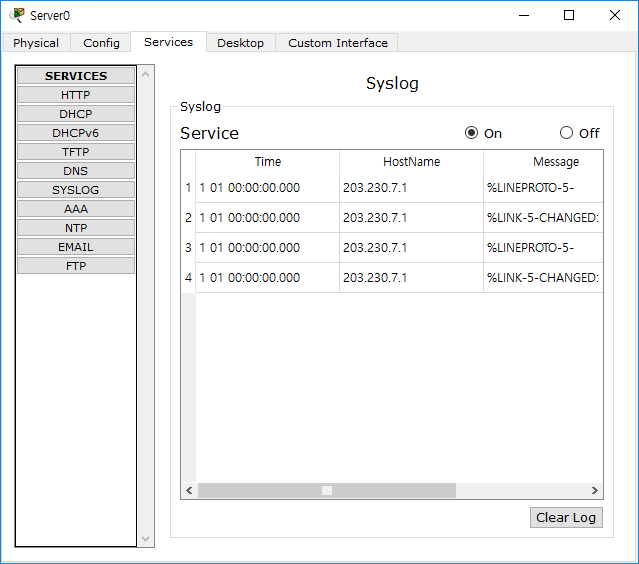 Server0
Physical Config Services Desktop Custom Interface
SERVICES
HTTP
DHCP
DHCPv6
TFTP
DNS
SYSLOG
AAA
NTP
EMAIL
FTP
Syslog
Syslog
Service On Off
Time HostName Message
1 1 01 00:00:00.000 203.230.7.1 %LINEPROTO-5-
2 1 01 00:00:00.000 203.230.7.1 %LINK-5-CHANGED:
3 1 01 00:00:00.000 203.230.7.1 %LINEPROTO-5-
4 1 01 00:00:00.000 203.230.7.1 %LINK-5-CHANGED:
Clear Log